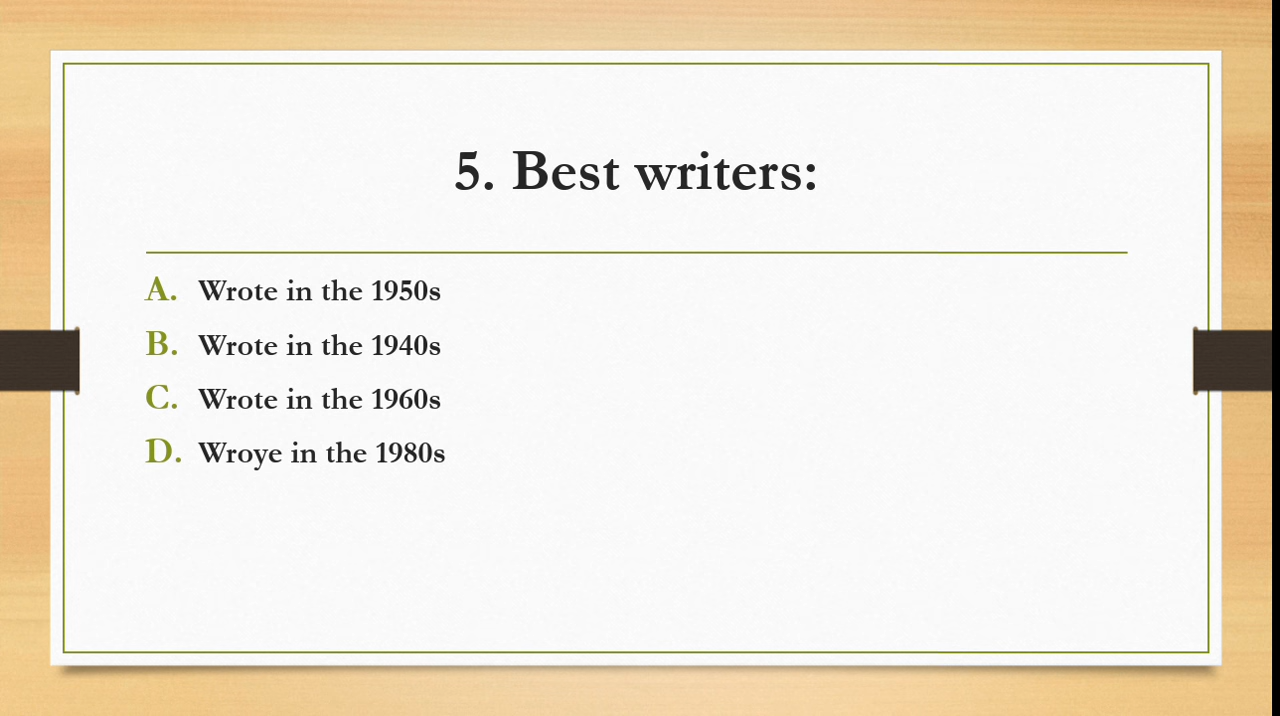 5. Best writers:
A. Wrote in the 1950s
B. Wrote in the 1940s
C. Wrote in the 1960s
D. Wroye in the 1980s